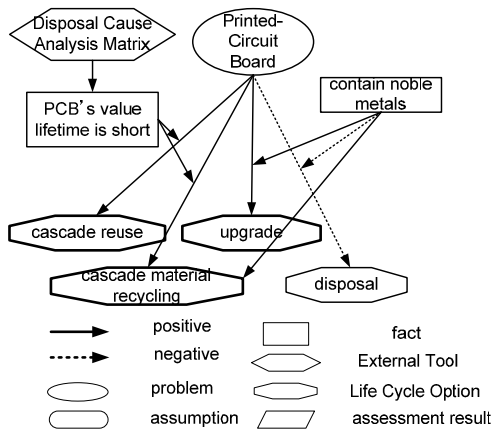 Disposal Cause
Analysis Matrix
Printed-
Circuit
Board
contain noble
metals
PCB's value
lifetime is short
cascade reuse
upgrade
cascade material
recycling
disposal
positive
fact
negative
External Tool
problem
Life Cycle Option
assumption
assessment result